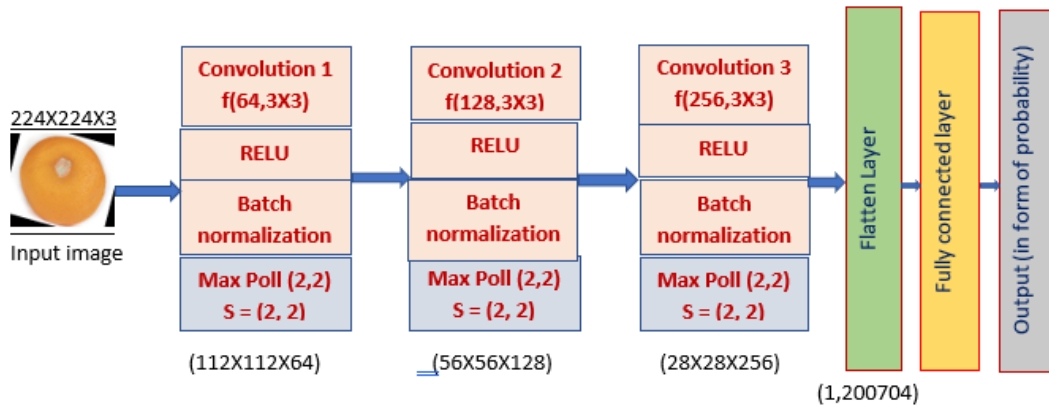 224X224X3
Input image
Convolution 1
f(64,3X3)
RELU
Batch
normalization
Max Poll (2,2)
S = (2, 2)
(112X112X64)
Convolution 2
f(128,3X3)
RELU
Batch
normalization
Max Poll (2,2)
S = (2, 2)
(56X56X128)
Convolution 3
f(256,3X3)
RELU
Batch
normalization
Max Poll (2,2)
S = (2, 2)
(28X28X256)
Flatten Layer
(1,200704)
Fully connected layer
Output (in form of probability)